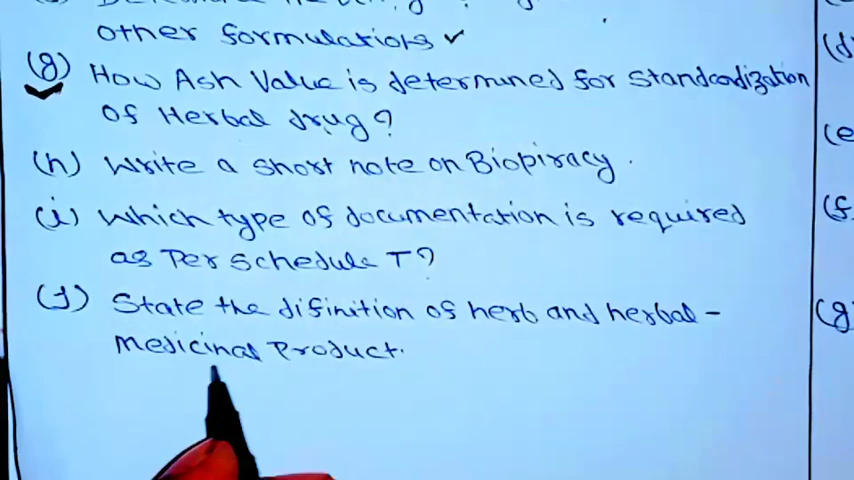 other formulations ✓
(g) How Ash Value is determined for standardization
of Herbal drug?
(h) Write a short note on Biopiracy.
(i) Which type of documentation is required
as Per schedule T?
(J) State the difinition of herb and herbal -
medicinal Product.
(d
(e
(f
(g